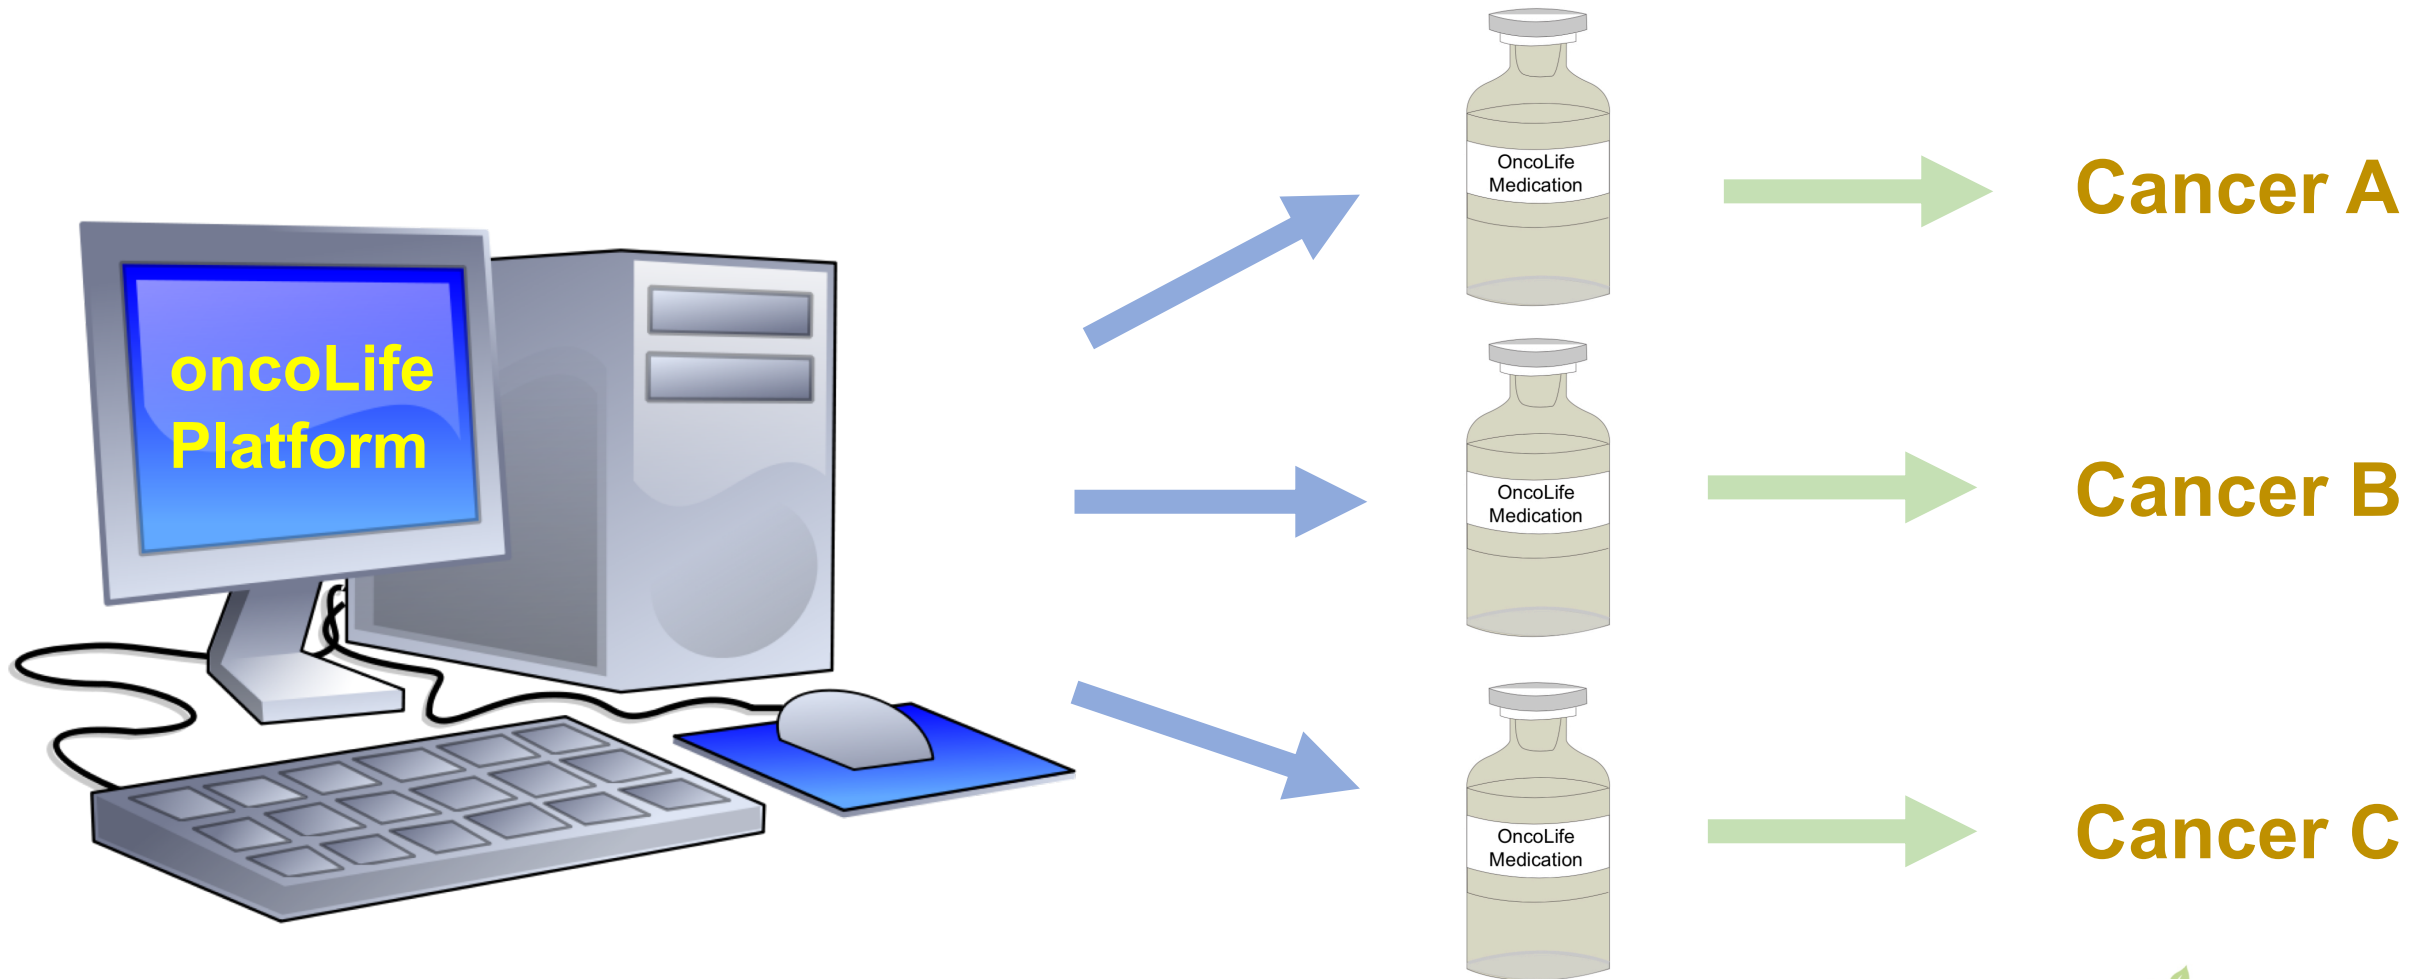 oncoLife
Platform
OncoLife
Medication
Cancer A
OncoLife
Medication
Cancer B
OncoLife
Medication
Cancer C